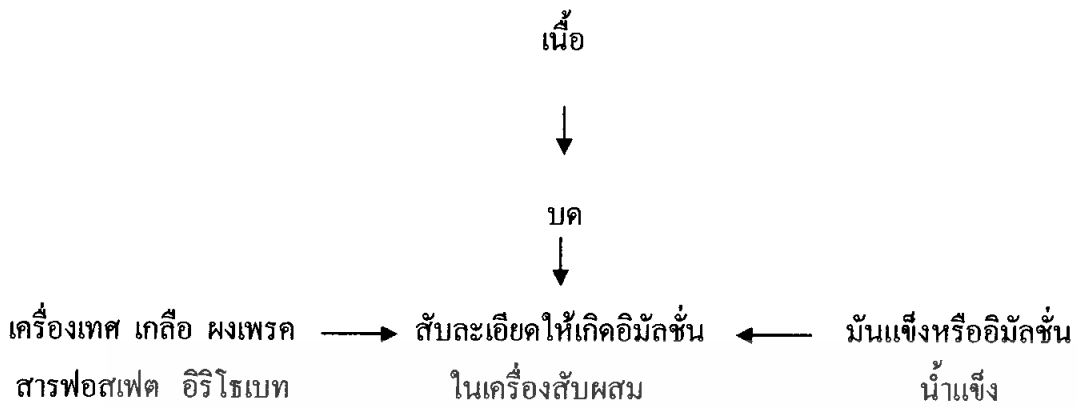 เนื้อ
บด
เครื่องเทศ เกลือ ผงเพรค สับละเอียดให้เกิดอิมัลชั่น มันแข็งหรืออิมัลชั่น
สารฟอสเฟต อิริโธเบท ในเครื่องสับผสม น้ำแข็ง